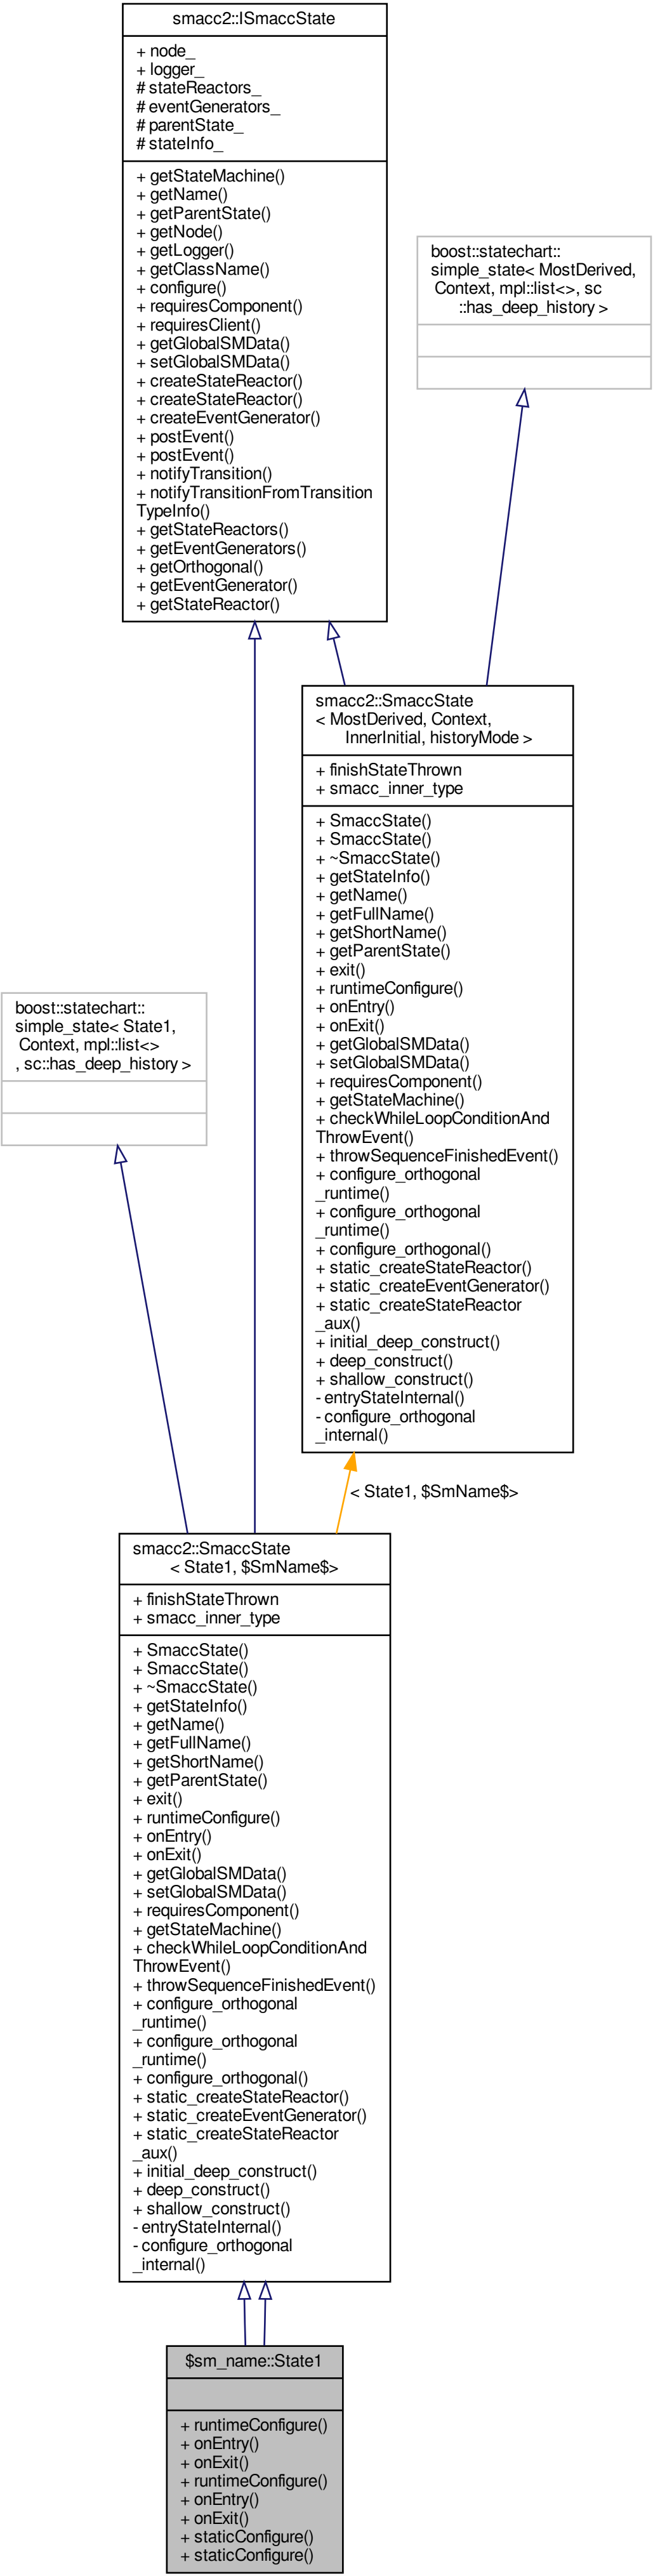 smacc2::ISmaccState
+ node_
+ logger_
# stateReactors_
# eventGenerators_
# parentState_
# stateInfo_
+ getStateMachine()
+ getName()
+ getParentState()
+ getNode()
+ getLogger()
+ getClassName()
+ configure()
+ requiresComponent()
+ requiresClient()
+ getGlobalSMData()
+ setGlobalSMData()
+ createStateReactor()
+ createStateReactor()
+ createEventGenerator()
+ postEvent()
+ postEvent()
+ notifyTransition()
+ notifyTransitionFromTransition
TypeInfo()
+ getStateReactors()
+ getEventGenerators()
+ getOrthogonal()
+ getEventGenerator()
+ getStateReactor()
boost::statechart::
simple_state< MostDerived,
Context, mpl::list<>, sc
::has_deep_history >
smacc2::SmaccState
< MostDerived, Context,
InnerInitial, historyMode >
+ finishStateThrown
+ smacc_inner_type
+ SmaccState()
+ SmaccState()
+ ~SmaccState()
+ getStateInfo()
+ getName()
+ getFullName()
+ getShortName()
+ getParentState()
+ exit()
+ runtimeConfigure()
+ onEntry()
+ onExit()
+ getGlobalSMData()
+ setGlobalSMData()
+ requiresComponent()
+ getStateMachine()
+ checkWhileLoopConditionAnd
ThrowEvent()
+ throwSequenceFinishedEvent()
+ configure_orthogonal
_runtime()
+ configure_orthogonal
_runtime()
+ configure_orthogonal()
+ static_createStateReactor()
+ static_createEventGenerator()
+ static_createStateReactor
_aux()
+ initial_deep_construct()
+ deep_construct()
+ shallow_construct()
- entryStateInternal()
- configure_orthogonal
_internal()
boost::statechart::
simple_state< State1,
Context, mpl::list<>
, sc::has_deep_history >
< State1, $SmName$>
smacc2::SmaccState
< State1, $SmName$>
+ finishStateThrown
+ smacc_inner_type
+ SmaccState()
+ SmaccState()
+ ~SmaccState()
+ getStateInfo()
+ getName()
+ getFullName()
+ getShortName()
+ getParentState()
+ exit()
+ runtimeConfigure()
+ onEntry()
+ onExit()
+ getGlobalSMData()
+ setGlobalSMData()
+ requiresComponent()
+ getStateMachine()
+ checkWhileLoopConditionAnd
ThrowEvent()
+ throwSequenceFinishedEvent()
+ configure_orthogonal
_runtime()
+ configure_orthogonal
_runtime()
+ configure_orthogonal()
+ static_createStateReactor()
+ static_createEventGenerator()
+ static_createStateReactor
_aux()
+ initial_deep_construct()
+ deep_construct()
+ shallow_construct()
- entryStateInternal()
- configure_orthogonal
_internal()
$sm_name::State1
+ runtimeConfigure()
+ onEntry()
+ onExit()
+ runtimeConfigure()
+ onEntry()
+ onExit()
+ staticConfigure()
+ staticConfigure()